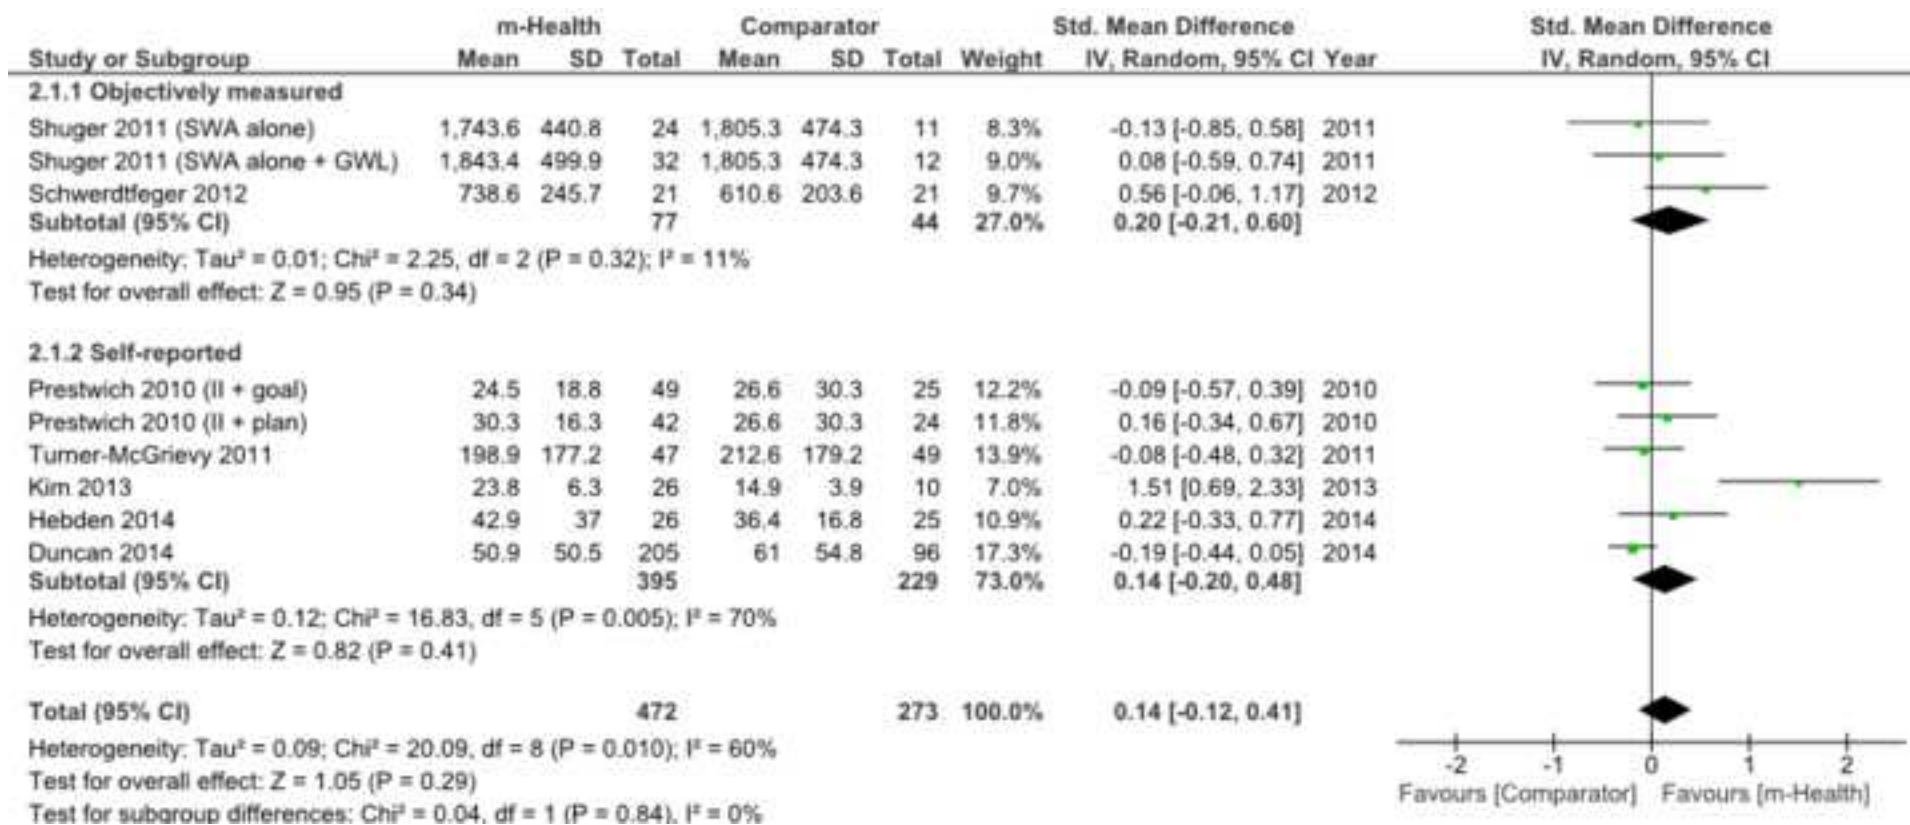 m-Health Comparator Std. Mean Difference Std. Mean Difference
Study or Subgroup Mean SD Total Mean SD Total Weight IV, Random, 95% CI Year IV, Random, 95% CI
2.1.1 Objectively measured
Shuger 2011 (SWA alone) 1,743.6 440.8 24 1,805.3 474.3 11 8.3% -0.13 [-0.85, 0.58] 2011
Shuger 2011 (SWA alone + GWL) 1,843.4 499.9 32 1,805.3 474.3 12 9.0% 0.08 [-0.59, 0.74] 2011
Schwerdtfeger 2012 738.6 245.7 21 610.6 203.6 21 9.7% 0.56 [-0.06, 1.17] 2012
Subtotal (95% CI) 77 44 27.0% 0.20 [-0.21, 0.60]
Heterogeneity: Tau² = 0.01; Chi² = 2.25, df = 2 (P = 0.32); I² = 11%
Test for overall effect: Z = 0.95 (P = 0.34)
2.1.2 Self-reported
Prestwich 2010 (II + goal) 24.5 18.8 49 26.6 30.3 25 12.2% -0.09 [-0.57, 0.39] 2010
Prestwich 2010 (II + plan) 30.3 16.3 42 26.6 30.3 24 11.8% 0.16 [-0.34, 0.67] 2010
Turner-McGrievy 2011 198.9 177.2 47 212.6 179.2 49 13.9% -0.08 [-0.48, 0.32] 2011
Kim 2013 23.8 6.3 26 14.9 3.9 10 7.0% 1.51 [0.69, 2.33] 2013
Hebden 2014 42.9 37 26 36.4 16.8 25 10.9% 0.22 [-0.33, 0.77] 2014
Duncan 2014 50.9 50.5 205 61 54.8 96 17.3% -0.19 [-0.44, 0.05] 2014
Subtotal (95% CI) 395 229 73.0% 0.14 [-0.20, 0.48]
Heterogeneity: Tau² = 0.12; Chi² = 16.83, df = 5 (P = 0.005); I² = 70%
Test for overall effect: Z = 0.82 (P = 0.41)
Total (95% CI) 472 273 100.0% 0.14 [-0.12, 0.41]
Heterogeneity: Tau² = 0.09; Chi² = 20.09, df = 8 (P = 0.010); I² = 60%
Test for overall effect: Z = 1.05 (P = 0.29)
Test for subgroup differences: Chi² = 0.04, df = 1 (P = 0.84), I² = 0%
-2 -1 0 1 2
Favours [Comparator] Favours [m-Health]